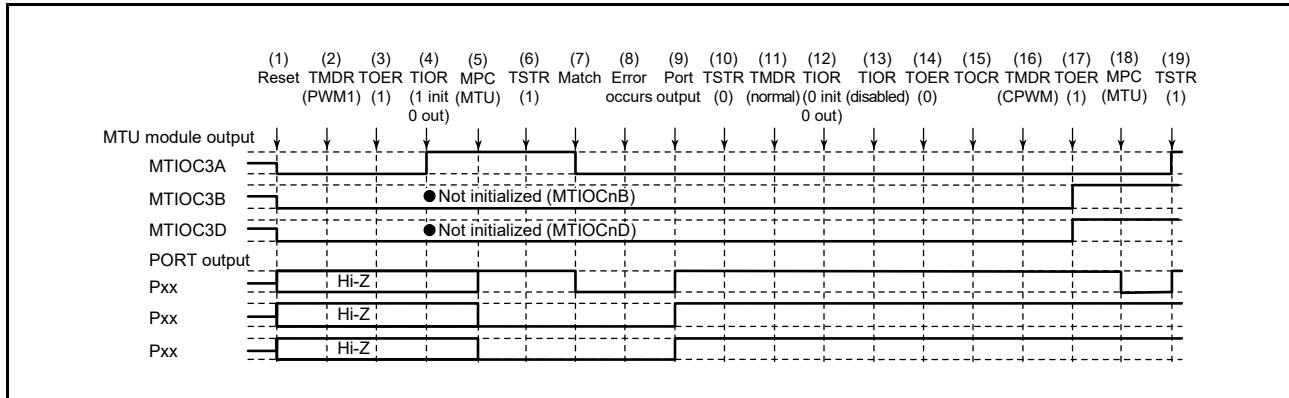 (1) (2) (3) (4) (5) (6) (7) (8) (9) (10) (11) (12) (13) (14) (15) (16) (17) (18) (19)
Reset TMDR TOER TIOR MPC TSTR Match Error Port TSTR TMDR TIOR TIOR TOER TOCR TMDR TOER MPC TSTR
(PWM1) (1) (1 init (MTU) (1) occurs output (0) (normal) (0 init (disabled) (0) (CPWM) (1) (MTU) (1)
0 out) 0 out)
MTU module output
MTIOC3A
MTIOC3B ●Not initialized (MTIOCnB)
MTIOC3D ●Not initialized (MTIOCnD)
PORT output
Pxx Hi-Z
Pxx Hi-Z
Pxx Hi-Z